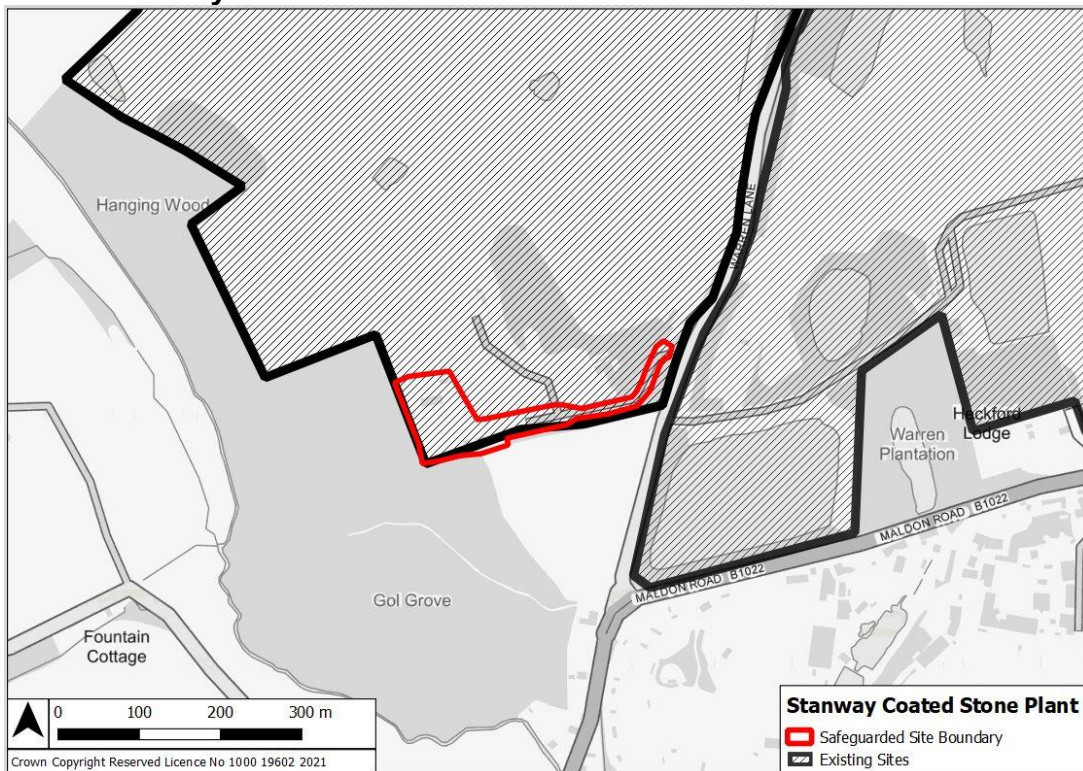 Hanging Wood
WARREN LANE
Heckford
Lodge
Warren
Plantation
MALDON ROAD B1022
MALDON ROAD B1022
Gol Grove
Fountain
Cottage
0 100 200 300 m
Crown Copyright Reserved Licence No 1000 19602 2021
Stanway Coated Stone Plant
Safeguarded Site Boundary
Existing Sites